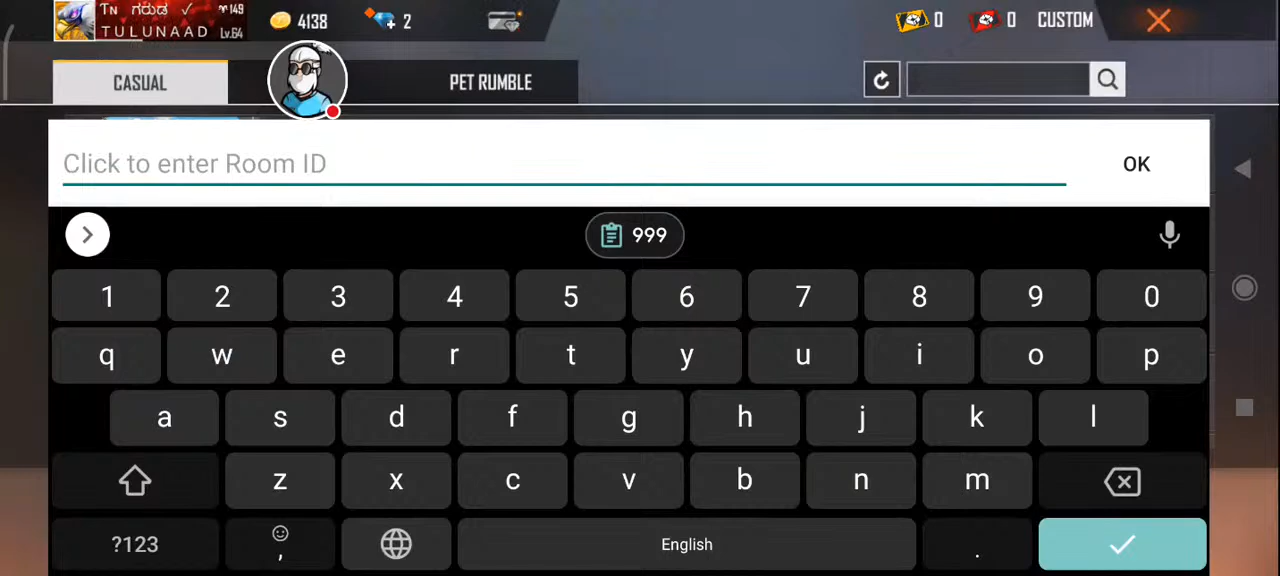 TN ಗರುಡ ✓ 149
TULUNAAD Lv.64
4138
2
0
0
CUSTOM
CASUAL
PET RUMBLE
Click to enter Room ID
OK
999
1 2 3 4 5 6 7 8 9 0
q w e r t y u i o p
a s d f g h j k l
z x c v b n m
?123 , English .